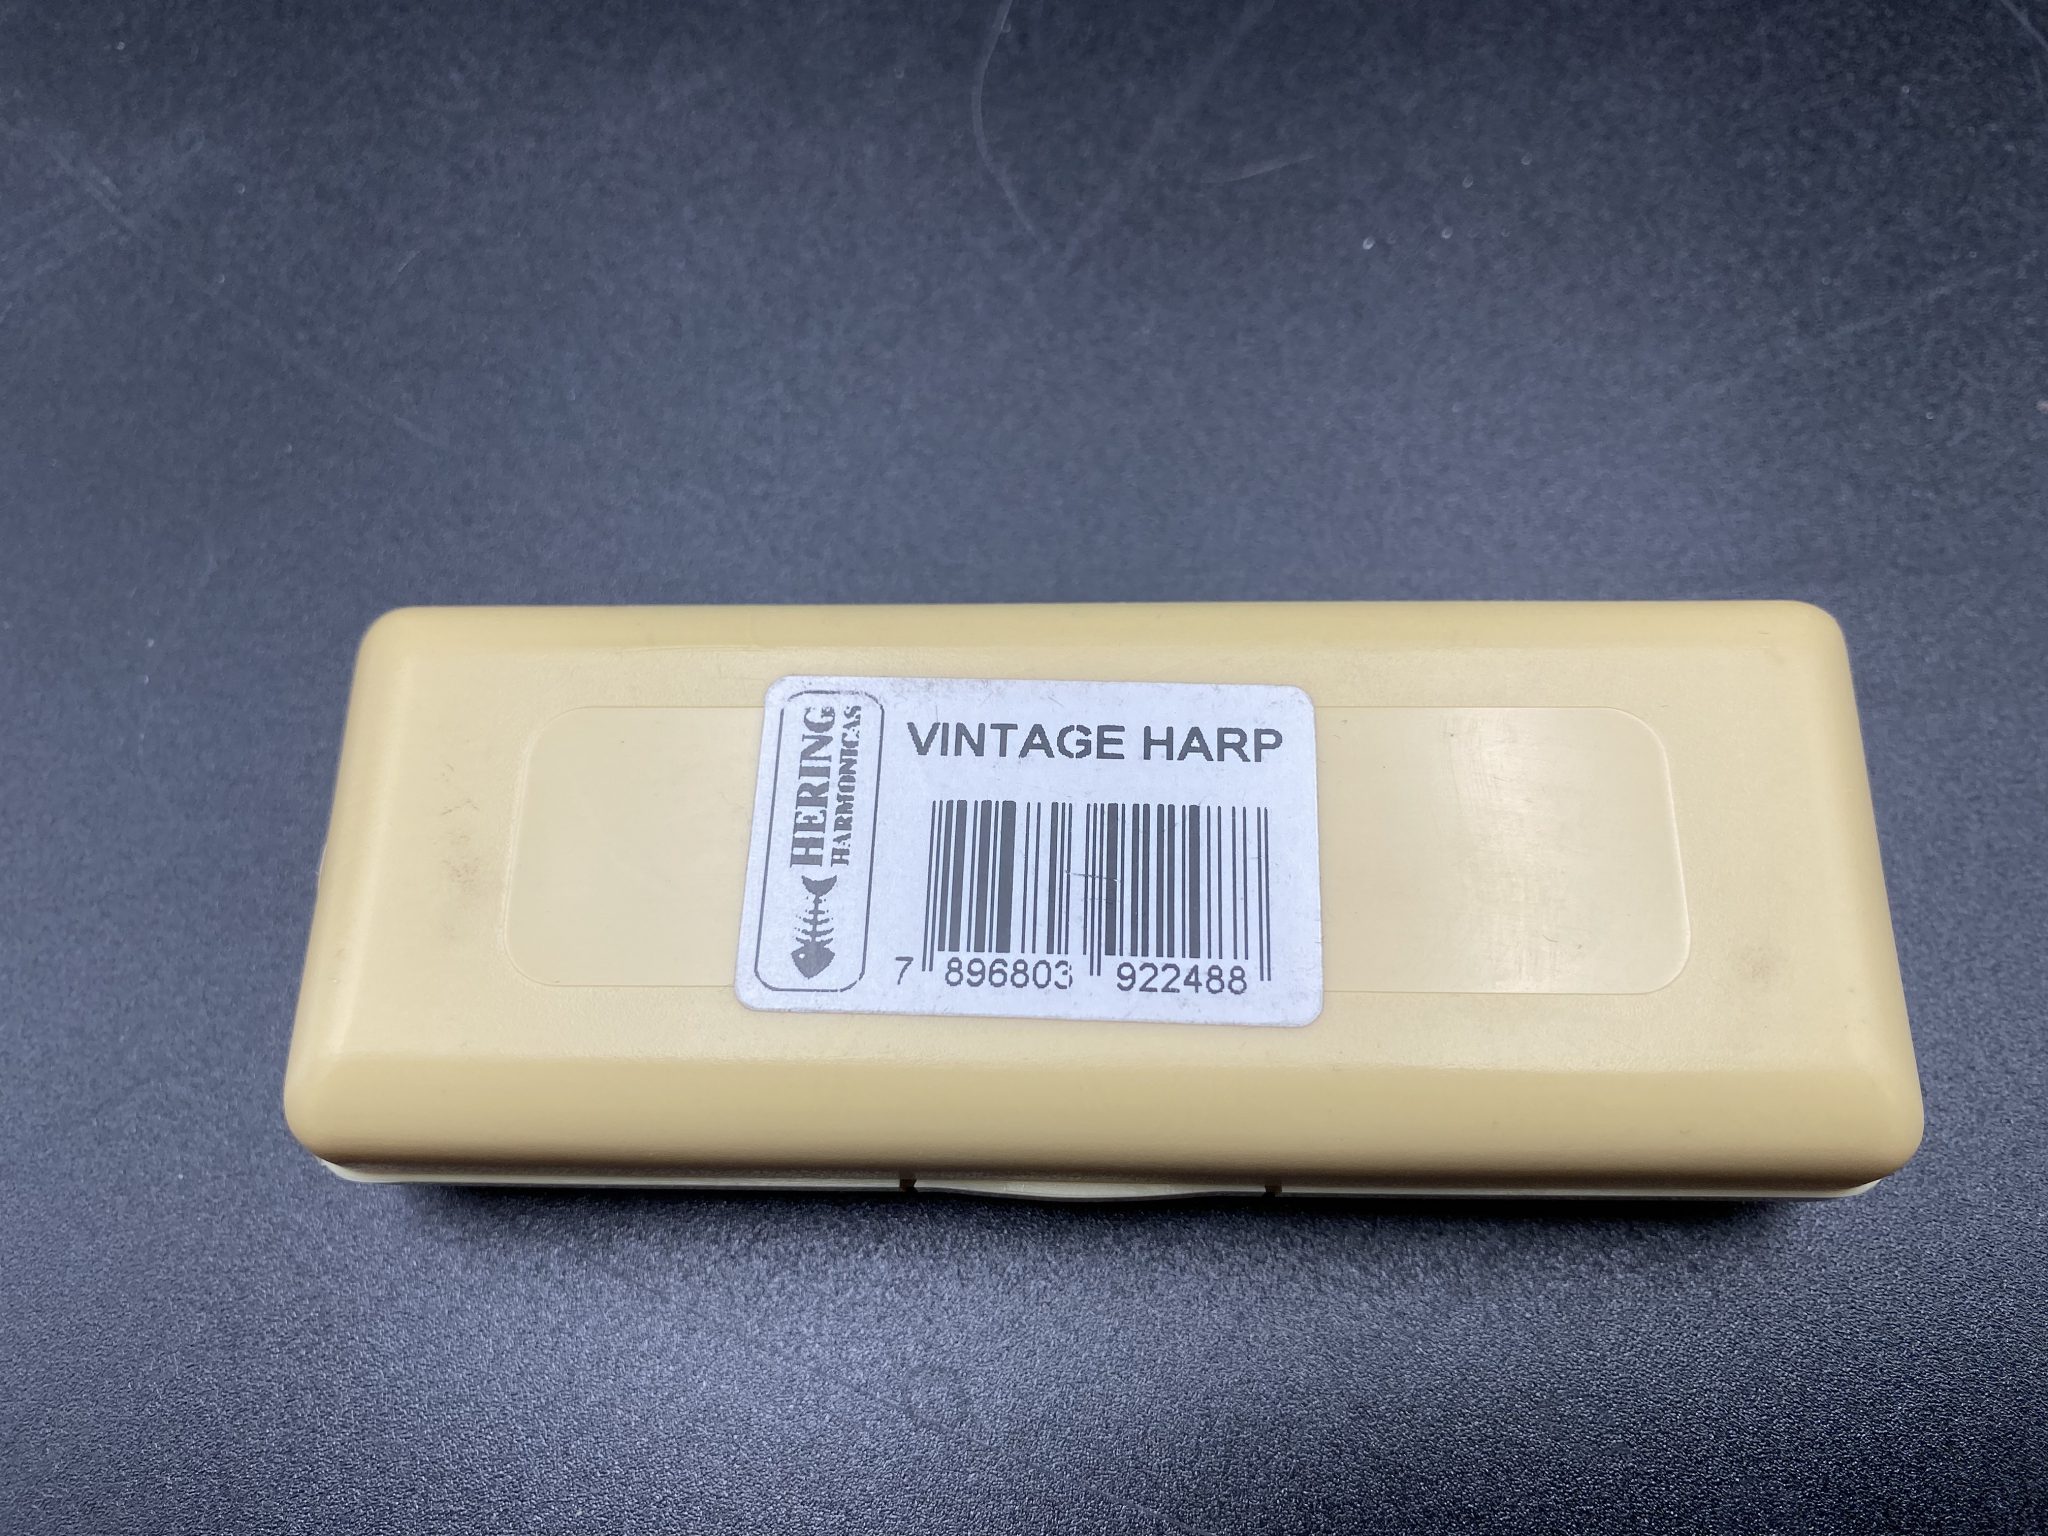 HERING
HARMONICAS
VINTAGE HARP
7 896803 922488